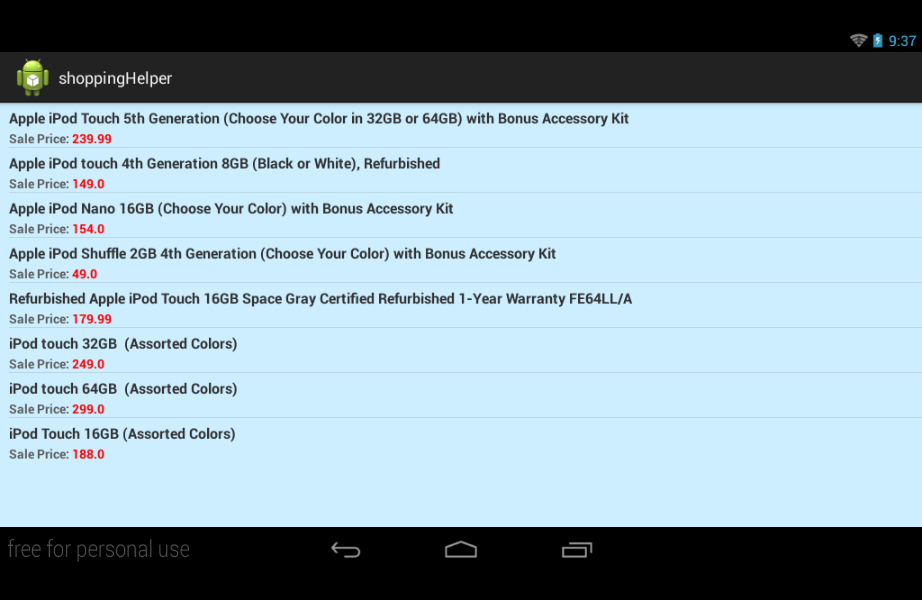 9:37
shoppingHelper
Apple iPod Touch 5th Generation (Choose Your Color in 32GB or 64GB) with Bonus Accessory Kit
Sale Price: 239.99
Apple iPod touch 4th Generation 8GB (Black or White), Refurbished
Sale Price: 149.0
Apple iPod Nano 16GB (Choose Your Color) with Bonus Accessory Kit
Sale Price: 154.0
Apple iPod Shuffle 2GB 4th Generation (Choose Your Color) with Bonus Accessory Kit
Sale Price: 49.0
Refurbished Apple iPod Touch 16GB Space Gray Certified Refurbished 1-Year Warranty FE64LL/A
Sale Price: 179.99
iPod touch 32GB  (Assorted Colors)
Sale Price: 249.0
iPod touch 64GB  (Assorted Colors)
Sale Price: 299.0
iPod Touch 16GB (Assorted Colors)
Sale Price: 188.0
free for personal use